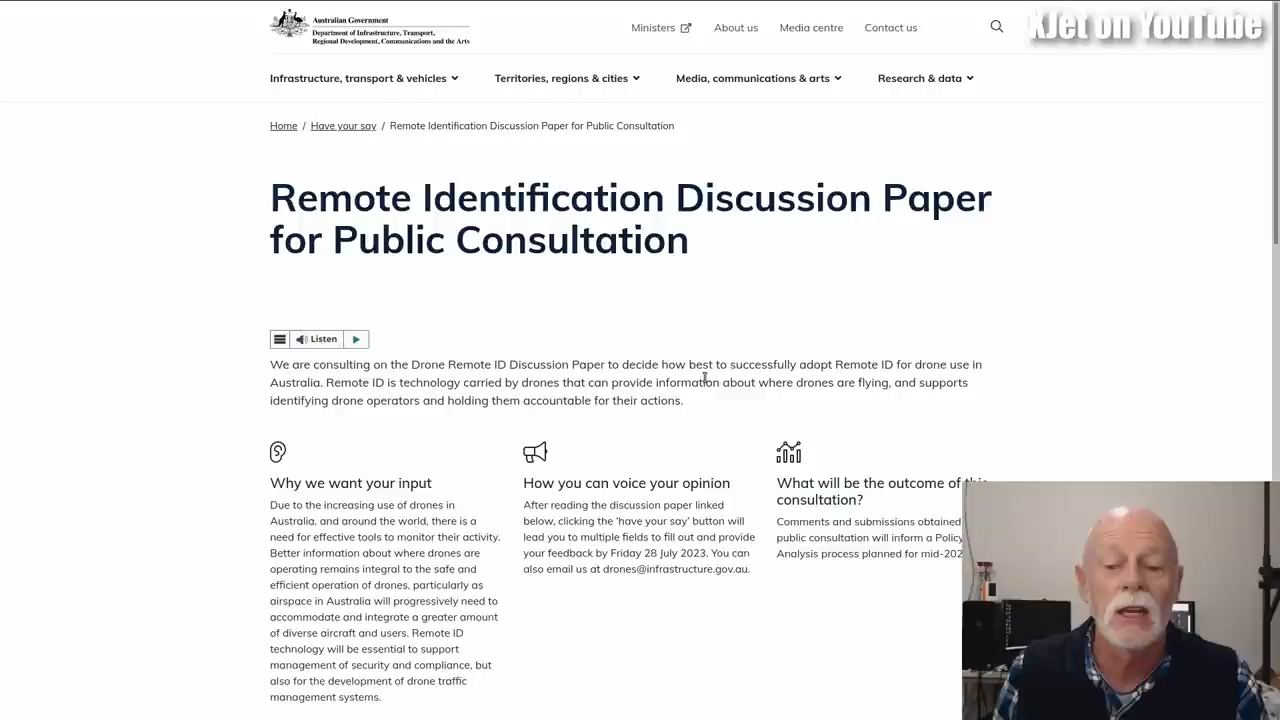 Australian Government
Department of Infrastructure, Transport,
Regional Development, Communications and the Arts
Ministers
About us
Media centre
Contact us
XJet on YouTube
Infrastructure, transport & vehicles
Territories, regions & cities
Media, communications & arts
Research & data
Home / Have your say / Remote Identification Discussion Paper for Public Consultation
Remote Identification Discussion Paper
for Public Consultation
Listen
We are consulting on the Drone Remote ID Discussion Paper to decide how best to successfully adopt Remote ID for drone use in
Australia. Remote ID is technology carried by drones that can provide information about where drones are flying, and supports
identifying drone operators and holding them accountable for their actions.
Why we want your input
Due to the increasing use of drones in
Australia, and around the world, there is a
need for effective tools to monitor their activity.
Better information about where drones are
operating remains integral to the safe and
efficient operation of drones, particularly as
airspace in Australia will progressively need to
accommodate and integrate a greater amount
of diverse aircraft and users. Remote ID
technology will be essential to support
management of security and compliance, but
also for the development of drone traffic
management systems.
How you can voice your opinion
After reading the discussion paper linked
below, clicking the 'have your say' button will
lead you to multiple fields to fill out and provide
your feedback by Friday 28 July 2023. You can
also email us at drones@infrastructure.gov.au.
What will be the outcome of this
consultation?
Comments and submissions obtained
public consultation will inform a Policy
Analysis process planned for mid-202